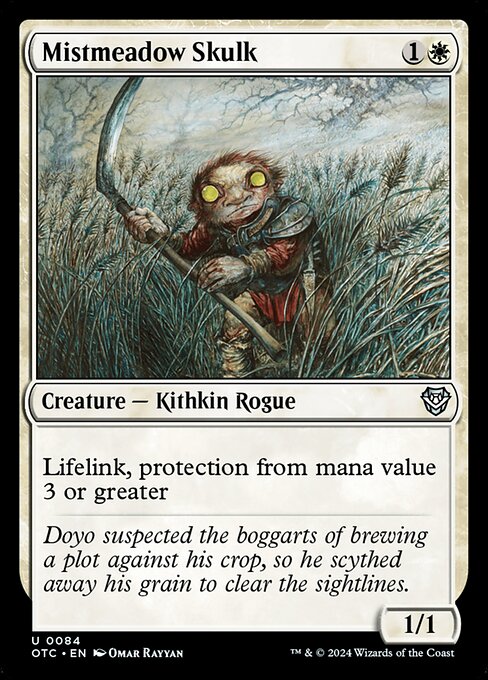 Mistmeadow Skulk 1
Creature — Kithkin Rogue
Lifelink, protection from mana value
3 or greater
Doyo suspected the boggarts of brewing
a plot against his crop, so he scythed
away his grain to clear the sightlines.
1/1
U 0084
OTC • EN Omar Rayyan
™ & © 2024 Wizards of the Coast